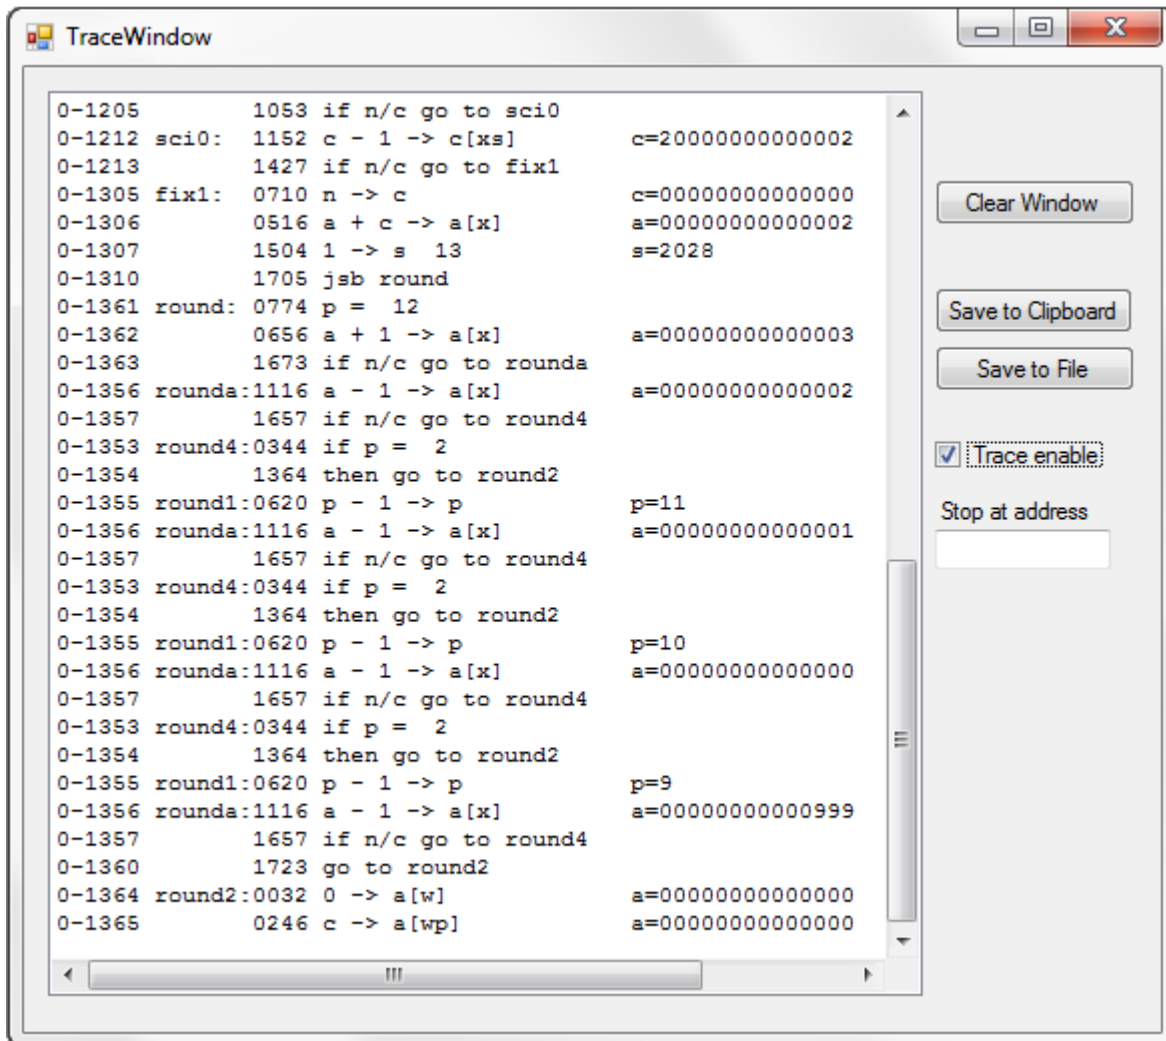 TraceWindow
0-1205        1053 if n/c go to sci0
0-1212 sci0:  1152 c - 1 -> c[xs]       c=20000000000002
0-1213        1427 if n/c go to fix1
0-1305 fix1:  0710 n -> c               c=00000000000000
0-1306        0516 a + c -> a[x]        a=00000000000002
0-1307        1504 1 -> s  13           s=2028
0-1310        1705 jsb round
0-1361 round: 0774 p =  12
0-1362        0656 a + 1 -> a[x]        a=00000000000003
0-1363        1673 if n/c go to rounda
0-1356 rounda:1116 a - 1 -> a[x]        a=00000000000002
0-1357        1657 if n/c go to round4
0-1353 round4:0344 if p =  2
0-1354        1364 then go to round2
0-1355 round1:0620 p - 1 -> p           p=11
0-1356 rounda:1116 a - 1 -> a[x]        a=00000000000001
0-1357        1657 if n/c go to round4
0-1353 round4:0344 if p =  2
0-1354        1364 then go to round2
0-1355 round1:0620 p - 1 -> p           p=10
0-1356 rounda:1116 a - 1 -> a[x]        a=00000000000000
0-1357        1657 if n/c go to round4
0-1353 round4:0344 if p =  2
0-1354        1364 then go to round2
0-1355 round1:0620 p - 1 -> p           p=9
0-1356 rounda:1116 a - 1 -> a[x]        a=00000000000999
0-1357        1657 if n/c go to round4
0-1360        1723 go to round2
0-1364 round2:0032 0 -> a[w]            a=00000000000000
0-1365        0246 c -> a[wp]           a=00000000000000
Clear Window
Save to Clipboard
Save to File
Trace enable
Stop at address